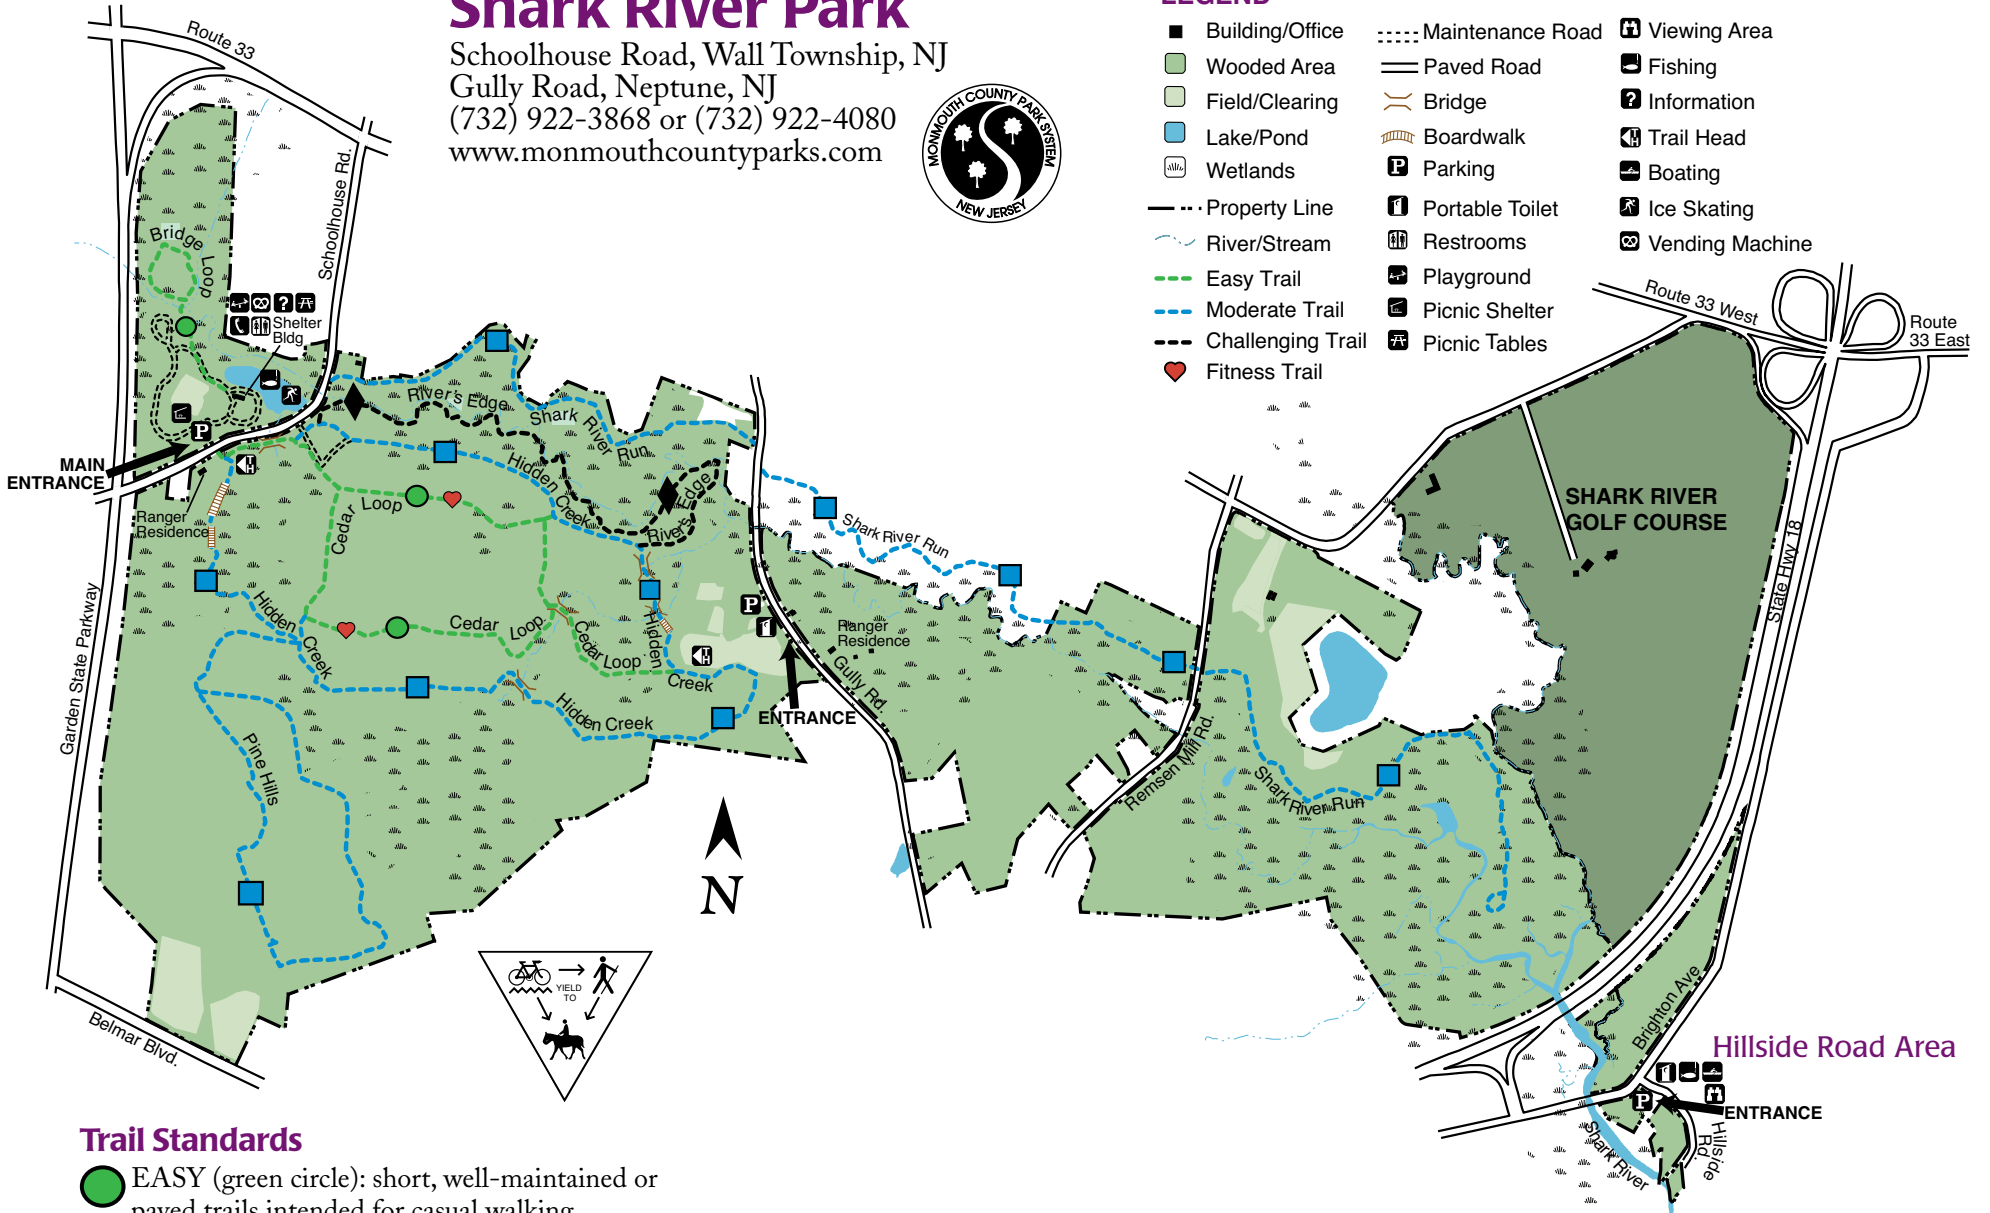 Shark River Park
Schoolhouse Road, Wall Township, NJ
Gully Road, Neptune, NJ
(732) 922-3868 or (732) 922-4080
www.monmouthcountyparks.com
MONMOUTH COUNTY PARK SYSTEM
NEW JERSEY
LEGEND
Building/Office
Wooded Area
Field/Clearing
Lake/Pond
Wetlands
Property Line
River/Stream
Easy Trail
Moderate Trail
Challenging Trail
Fitness Trail
Maintenance Road
Paved Road
Bridge
Boardwalk
P Parking
Portable Toilet
Restrooms
Playground
Picnic Shelter
Picnic Tables
Viewing Area
Fishing
? Information
Trail Head
Boating
Ice Skating
Vending Machine
Route 33
Schoolhouse Rd.
Bridge
Loop
?
Shelter
Bldg
P
MAIN
ENTRANCE
Ranger
Residence
Garden State Parkway
Belmar Blvd.
River's Edge
Shark
River
Run
Hidden
Creek
River's
Edge
Cedar
Loop
Hidden
Creek
Cedar
Loop
Cedar
Loop
Hidden
Creek
Hidden Creek
Pine Hills
P
ENTRANCE
Ranger
Residence
Gully Rd.
Shark River Run
Remsen Mill Rd.
Shark River Run
Route 33 West
Route
33 East
SHARK RIVER
GOLF COURSE
State Hwy 18
Brighton Ave
Hillside Road Area
P
ENTRANCE
Hillside
Rd.
Shark River
N
YIELD
TO
Trail Standards
EASY (green circle): short, well-maintained or
paved trails intended for casual walking